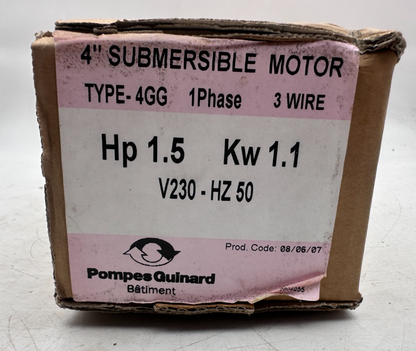 4" SUBMERSIBLE MOTOR
TYPE- 4GG 1Phase 3 WIRE
Hp 1.5 Kw 1.1
V230 - HZ 50
Prod. Code: 08/06/07
Pompes Guinard
Bâtiment